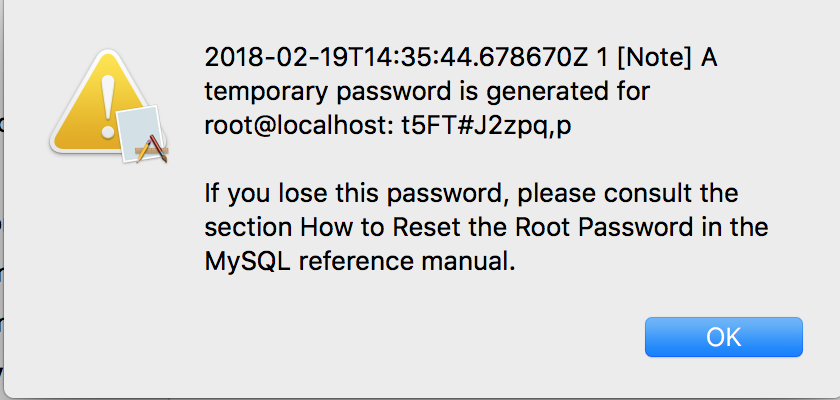 2018-02-19T14:35:44.678670Z 1 [Note] A
temporary password is generated for
root@localhost: t5FT#J2zpq,p
If you lose this password, please consult the
section How to Reset the Root Password in the
MySQL reference manual.
OK